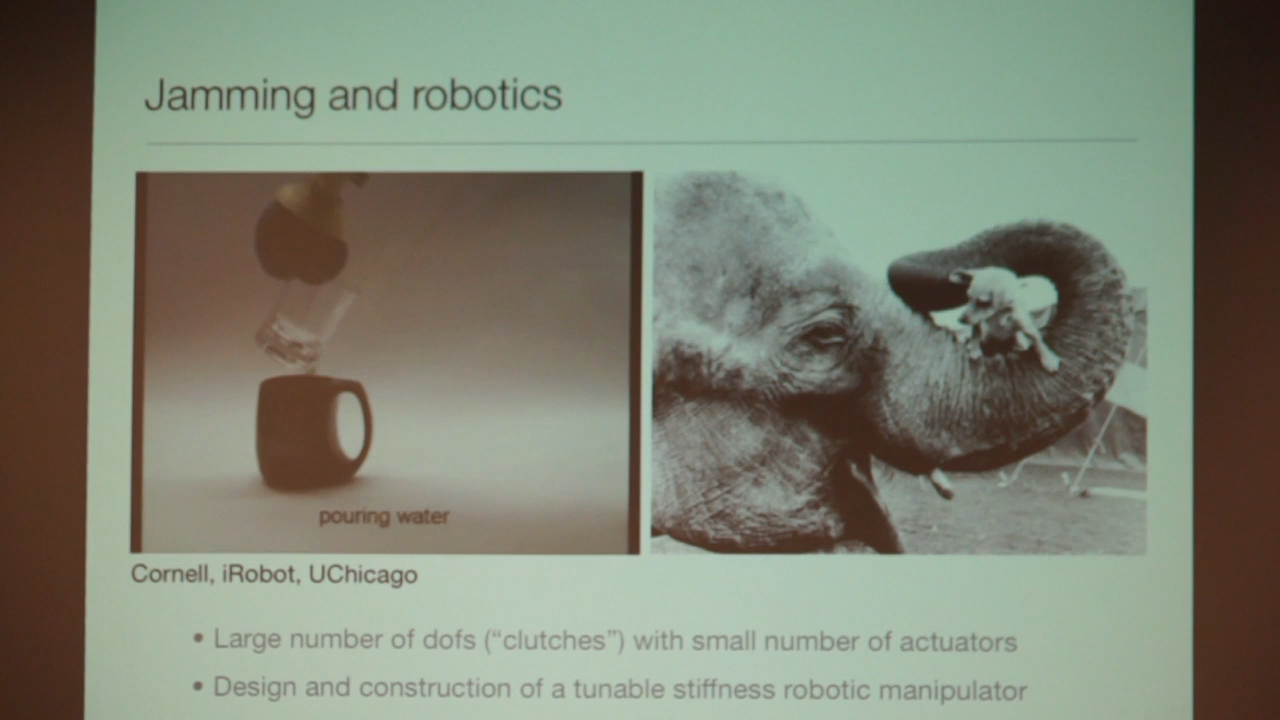 Jamming and robotics
pouring water
Cornell, iRobot, UChicago
• Large number of dofs (“clutches”) with small number of actuators
• Design and construction of a tunable stiffness robotic manipulator